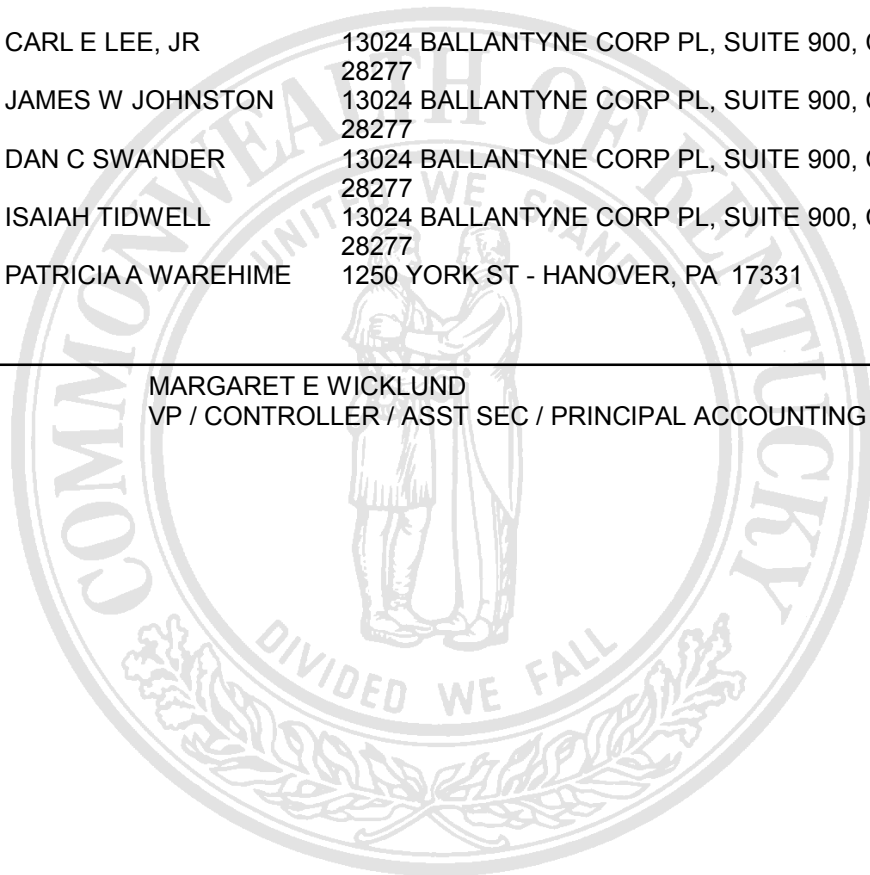 CARL E LEE, JR 13024 BALLANTYNE CORP PL, SUITE 900,
28277
JAMES W JOHNSTON 13024 BALLANTYNE CORP PL, SUITE 900,
28277
DAN C SWANDER 13024 BALLANTYNE CORP PL, SUITE 900,
28277
ISAIAH TIDWELL 13024 BALLANTYNE CORP PL, SUITE 900,
28277
PATRICIA A WAREHIME 1250 YORK ST - HANOVER, PA 17331
MARGARET E WICKLUND
VP / CONTROLLER / ASST SEC / PRINCIPAL ACCOUNTING
COMMONWEALTH OF KENTUCKY
UNITED WE STAND
DIVIDED WE FALL